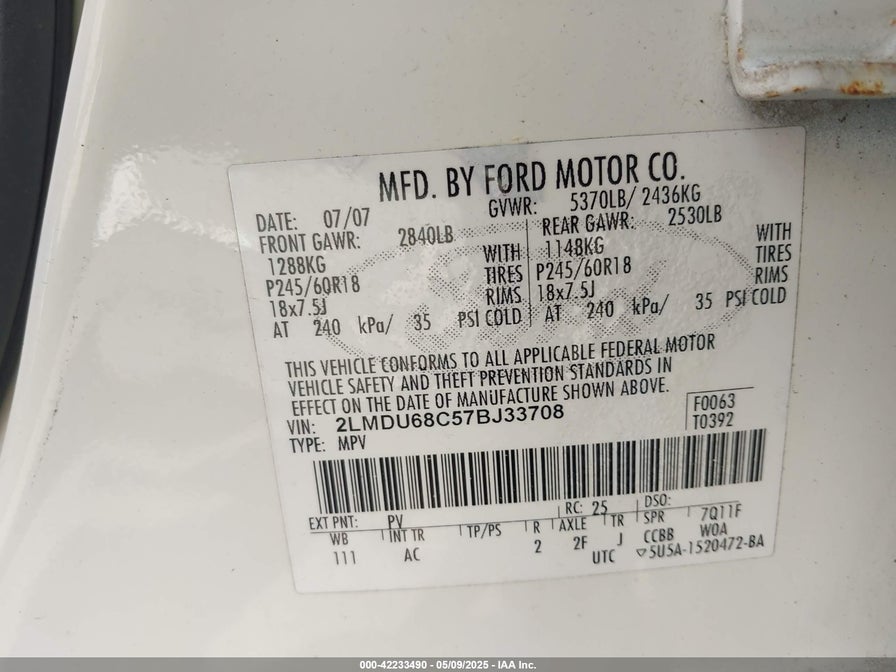 MFD. BY FORD MOTOR CO.
DATE: 07/07 GVWR: 5370LB/ 2436KG
FRONT GAWR: 2840LB REAR GAWR: 2530LB
1288KG WITH 1148KG WITH
P245/60R18 TIRES P245/60R18 TIRES
18x7.5J RIMS 18x7.5J RIMS
AT 240 kPa/ 35 PSI COLD AT 240 kPa/ 35 PSI COLD
THIS VEHICLE CONFORMS TO ALL APPLICABLE FEDERAL MOTOR
VEHICLE SAFETY AND THEFT PREVENTION STANDARDS IN
EFFECT ON THE DATE OF MANUFACTURE SHOWN ABOVE.
VIN: 2LMDU68C57BJ33708 F0063
TYPE: MPV T0392
EXT PNT: PV RC: 25 DSO:
WB INT TR TP/PS R AXLE TR SPR 7Q11F
111 AC 2 2F J CCBB WOA
UTC ▽5U5A-1520472-BA
000-42233490 - 05/09/2025 - IAA Inc.